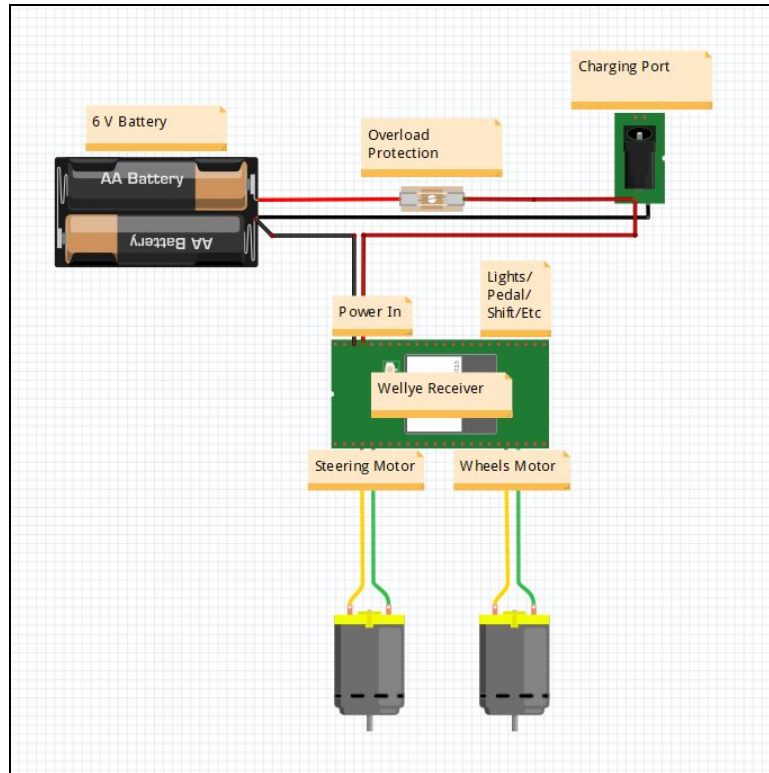 Charging Port
6 V Battery
Overload
Protection
AA Battery
AA Battery
Lights/
Pedal/
Shift/Etc
Power In
Wellye Receiver
Steering Motor
Wheels Motor